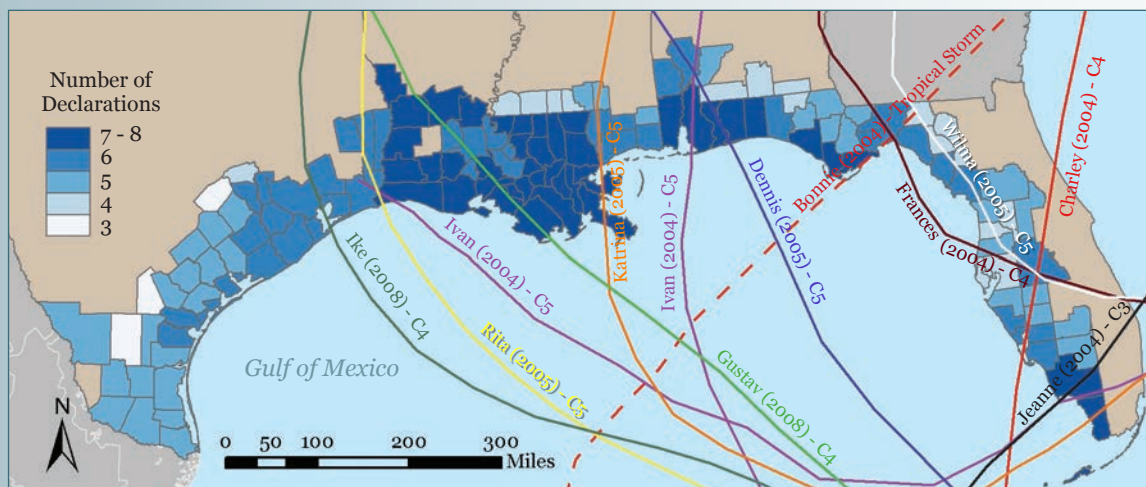 Number of
Declarations
7 - 8
6
5
4
3
Ike (2008) - C4
Rita (2005) - C5
Ivan (2004) - C5
Gustav (2008) - C4
Katrina (2005) - C5
Ivan (2004) - C5
Dennis (2005) - C5
Bonnie (2004) - Tropical Storm
Frances (2004) - C4
Wilma (2005) - C5
Charley (2004) - C4
Jeanne (2004) - C3
Gulf of Mexico
N
0 50 100 200 300
Miles